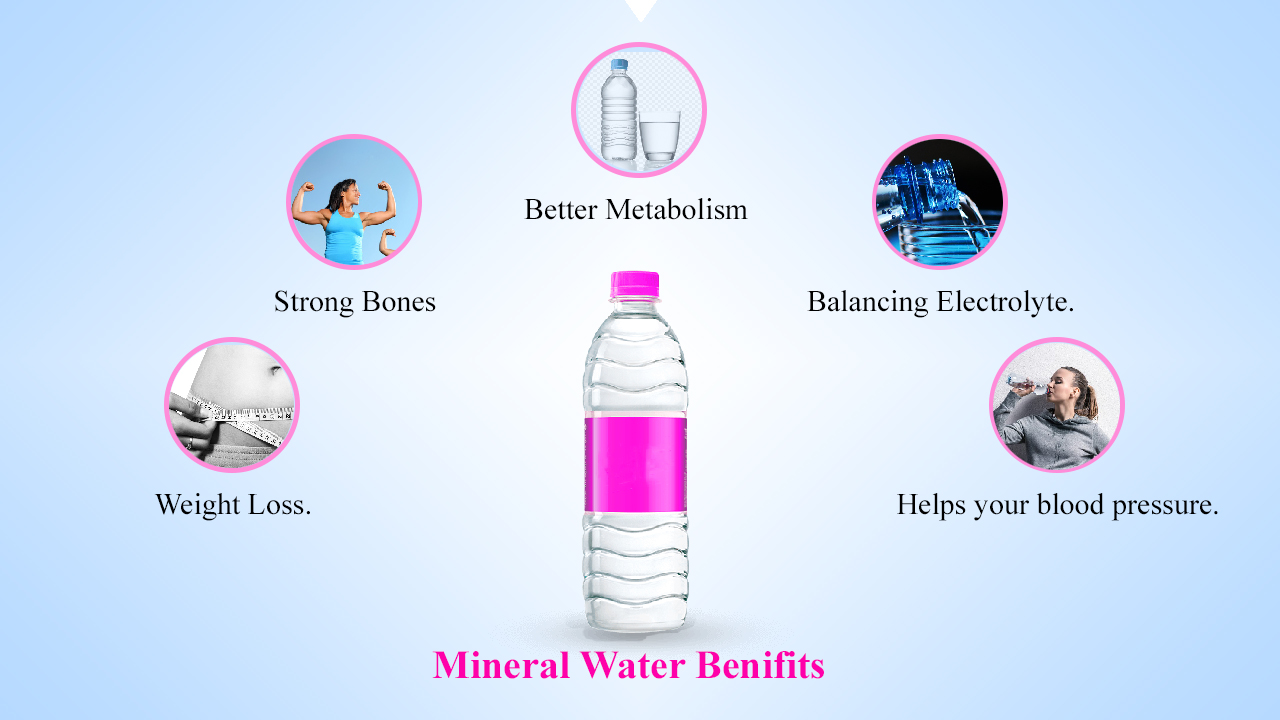 Better Metabolism
Strong Bones
Balancing Electrolyte.
Weight Loss.
Helps your blood pressure.
Mineral Water Benifits